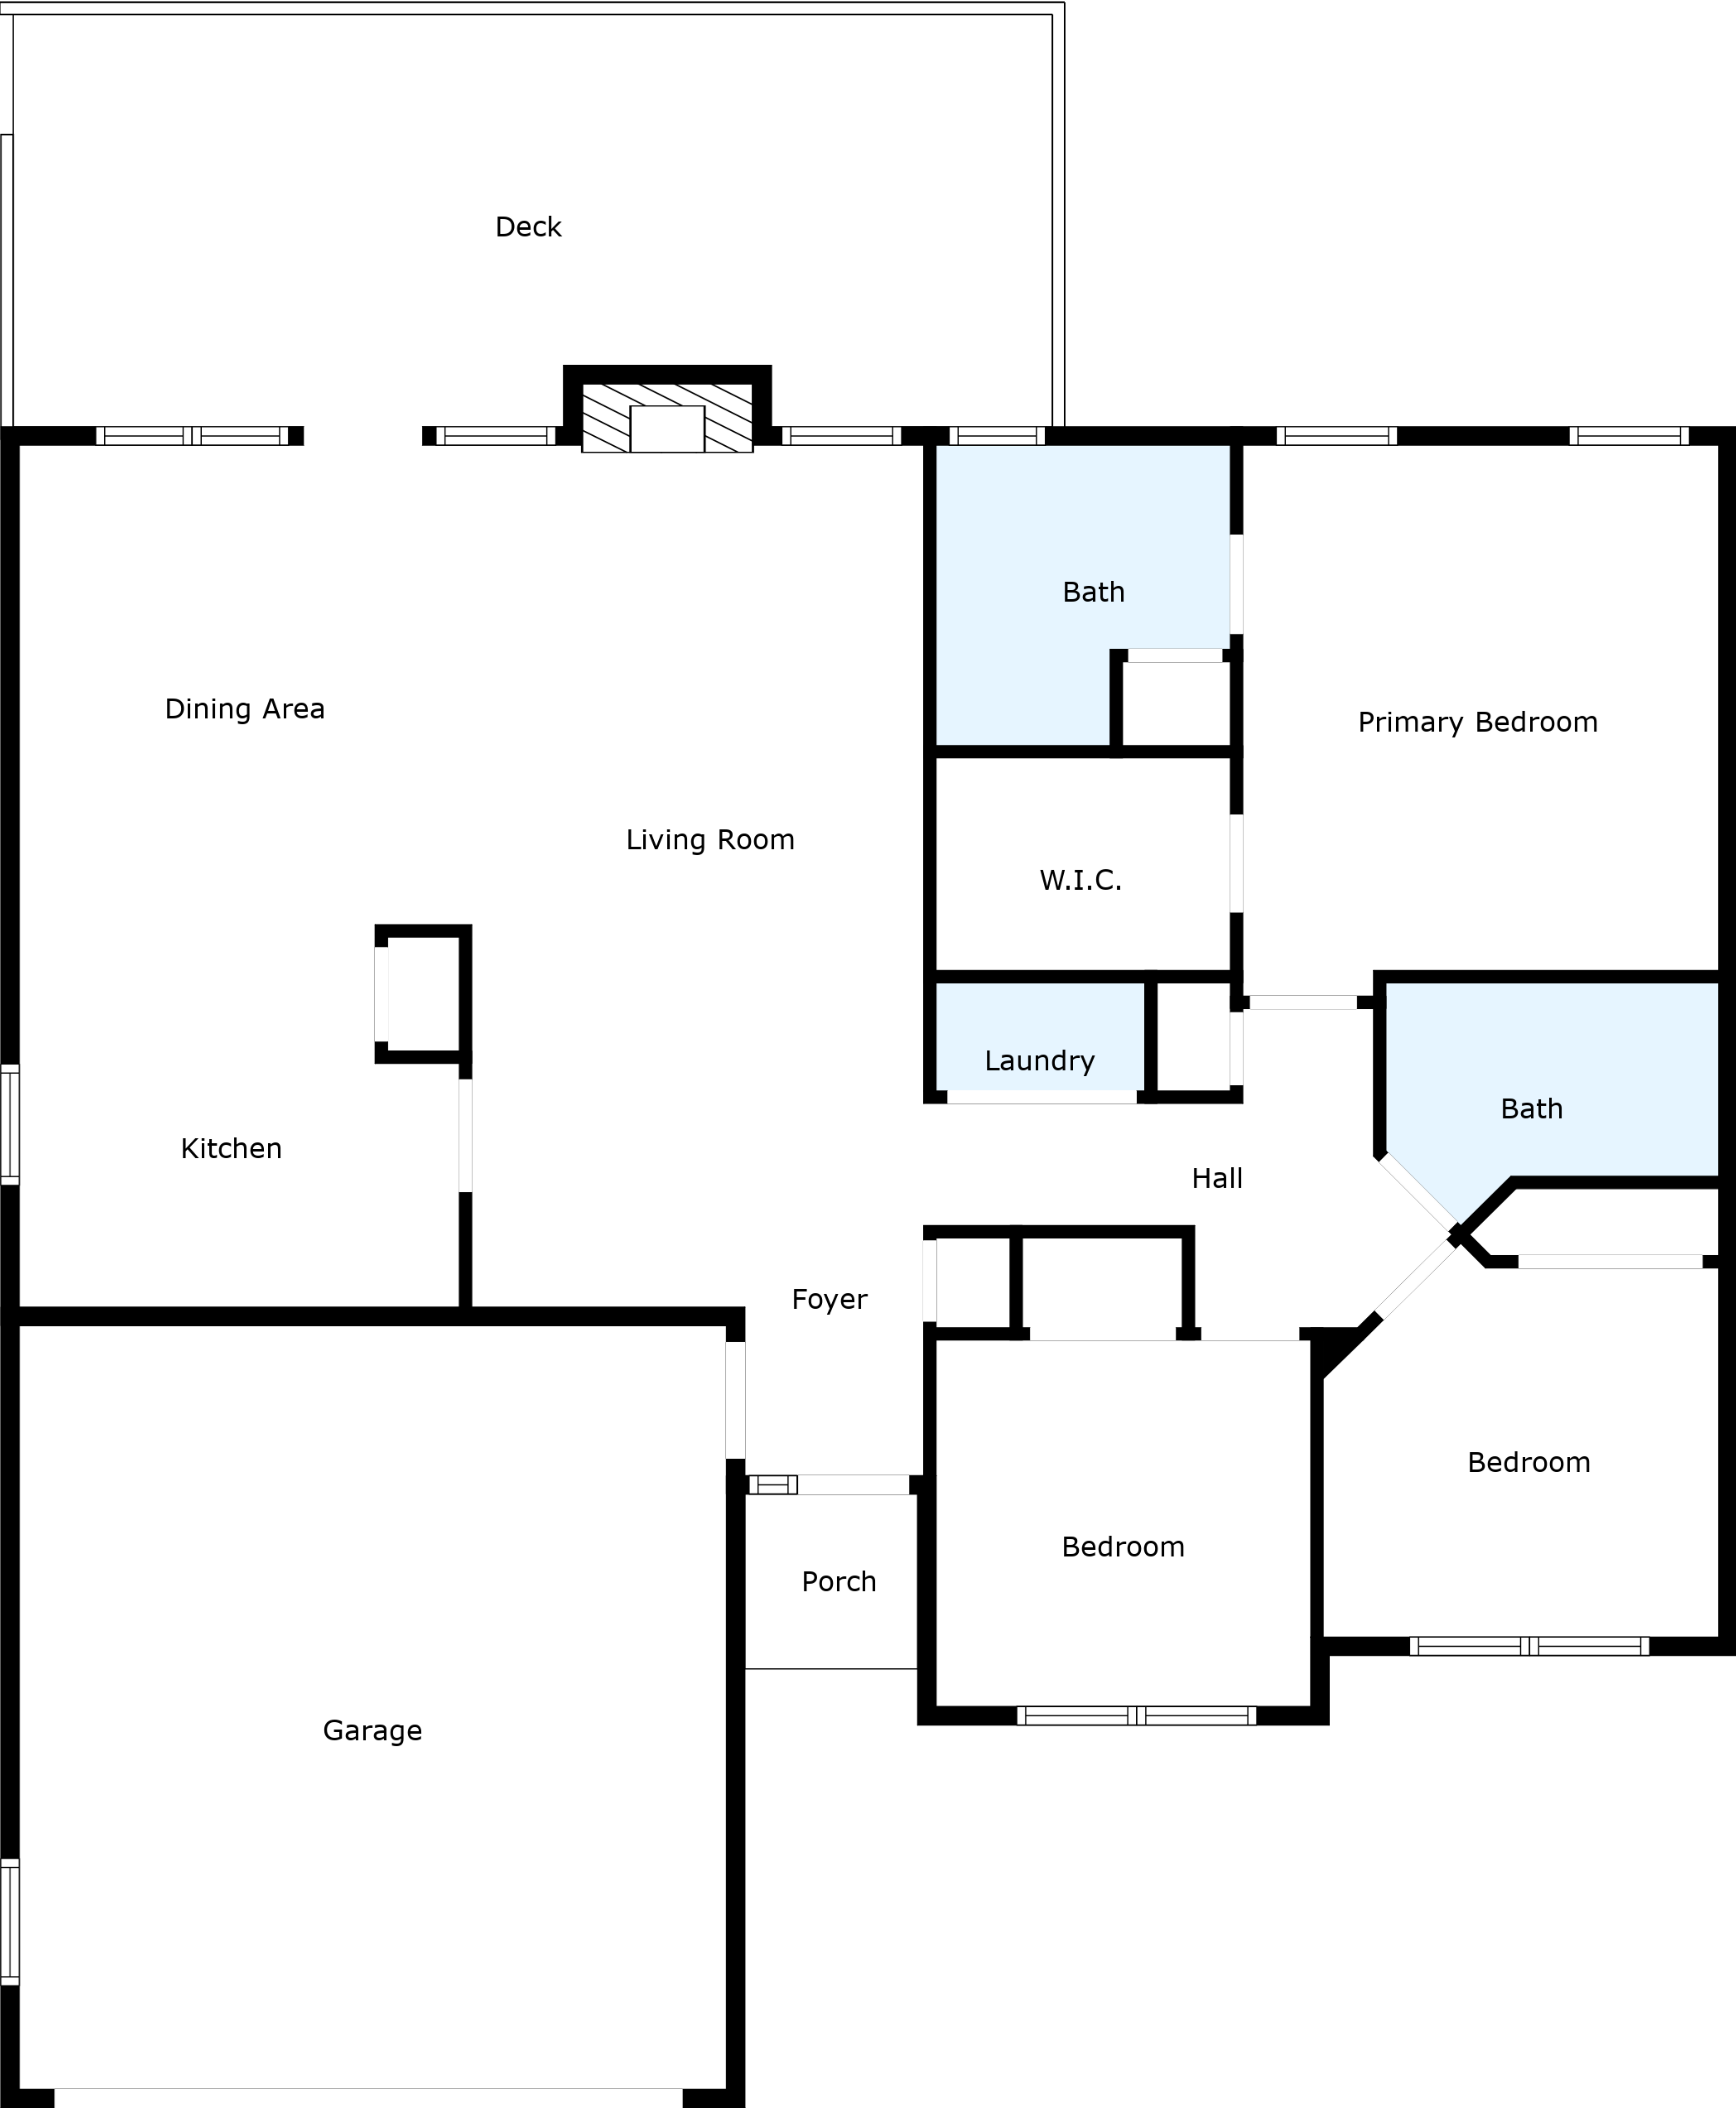 Deck
Bath
Dining Area
Primary Bedroom
Living Room
W.I.C.
Laundry
Bath
Kitchen
Hall
Foyer
Bedroom
Bedroom
Porch
Garage